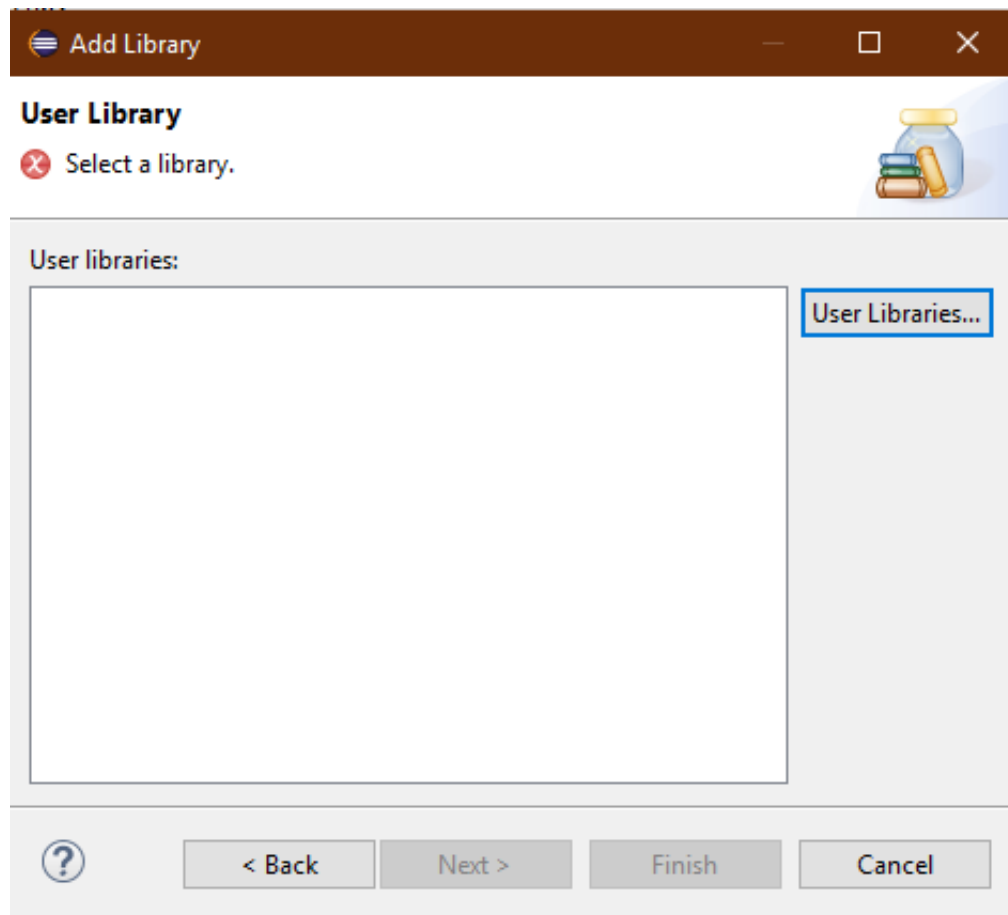 Add Library
User Library
Select a library.
User libraries:
User Libraries...
?
< Back
Next >
Finish
Cancel